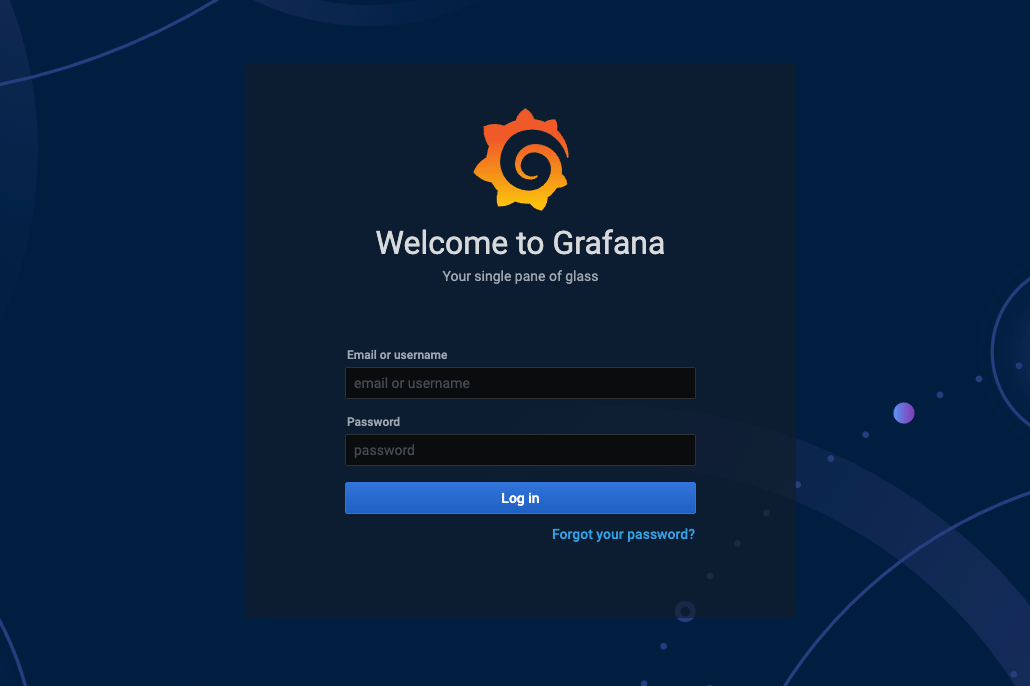 Welcome to Grafana
Your single pane of glass
Email or username
email or username
Password
password
Log in
Forgot your password?